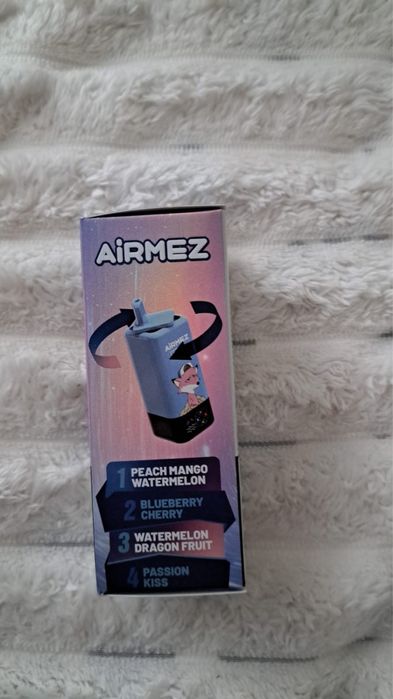 AiRMEZ
AiRMEZ
1 PEACH MANGO
WATERMELON
2 BLUEBERRY
CHERRY
3 WATERMELON
DRAGON FRUIT
4 PASSION
KISS